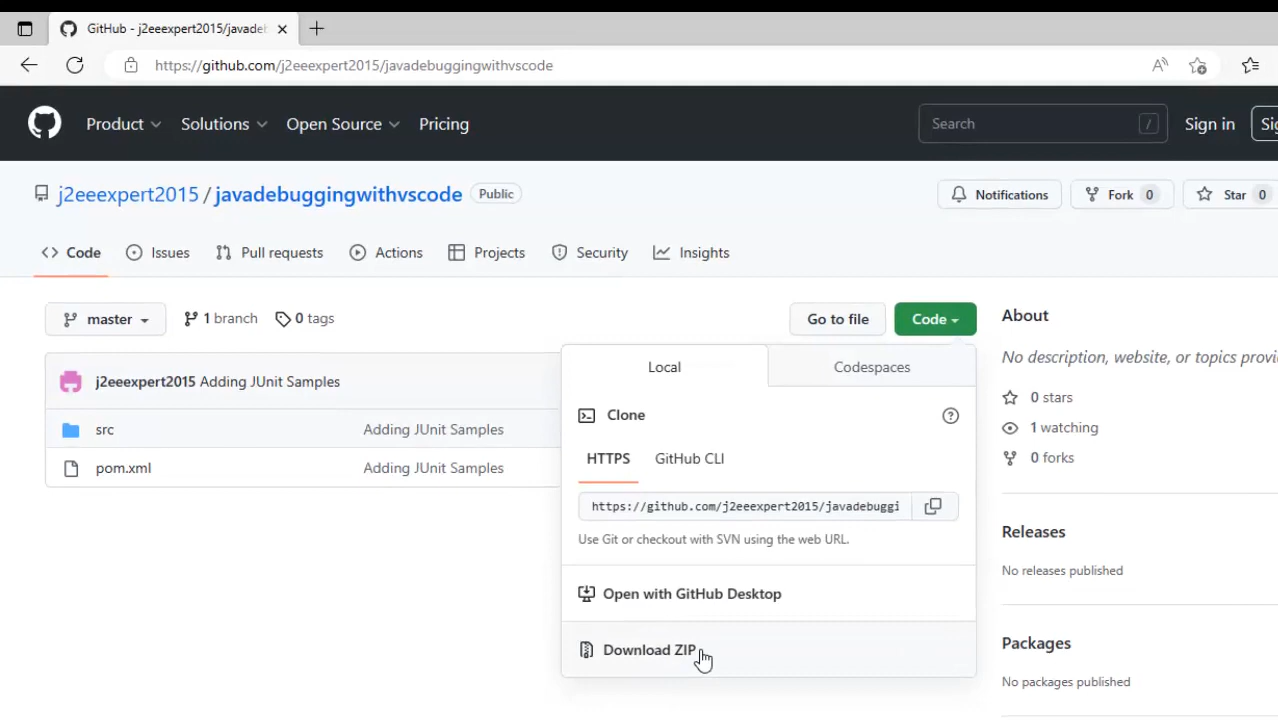 GitHub - j2eeexpert2015/javadeb
https://github.com/j2eeexpert2015/javadebuggingwithvscode
Product Solutions Open Source Pricing Search / Sign in Si
j2eeexpert2015 / javadebuggingwithvscode Public Notifications Fork 0 Star 0
Code Issues Pull requests Actions Projects Security Insights
master 1 branch 0 tags Go to file Code About
No description, website, or topics provi
Local Codespaces
j2eeexpert2015 Adding JUnit Samples
0 stars
Clone
src Adding JUnit Samples
1 watching
HTTPS GitHub CLI
0 forks
pom.xml Adding JUnit Samples
https://github.com/j2eeexpert2015/javadebuggi
Releases
Use Git or checkout with SVN using the web URL.
No releases published
Open with GitHub Desktop
Packages
Download ZIP
No packages published